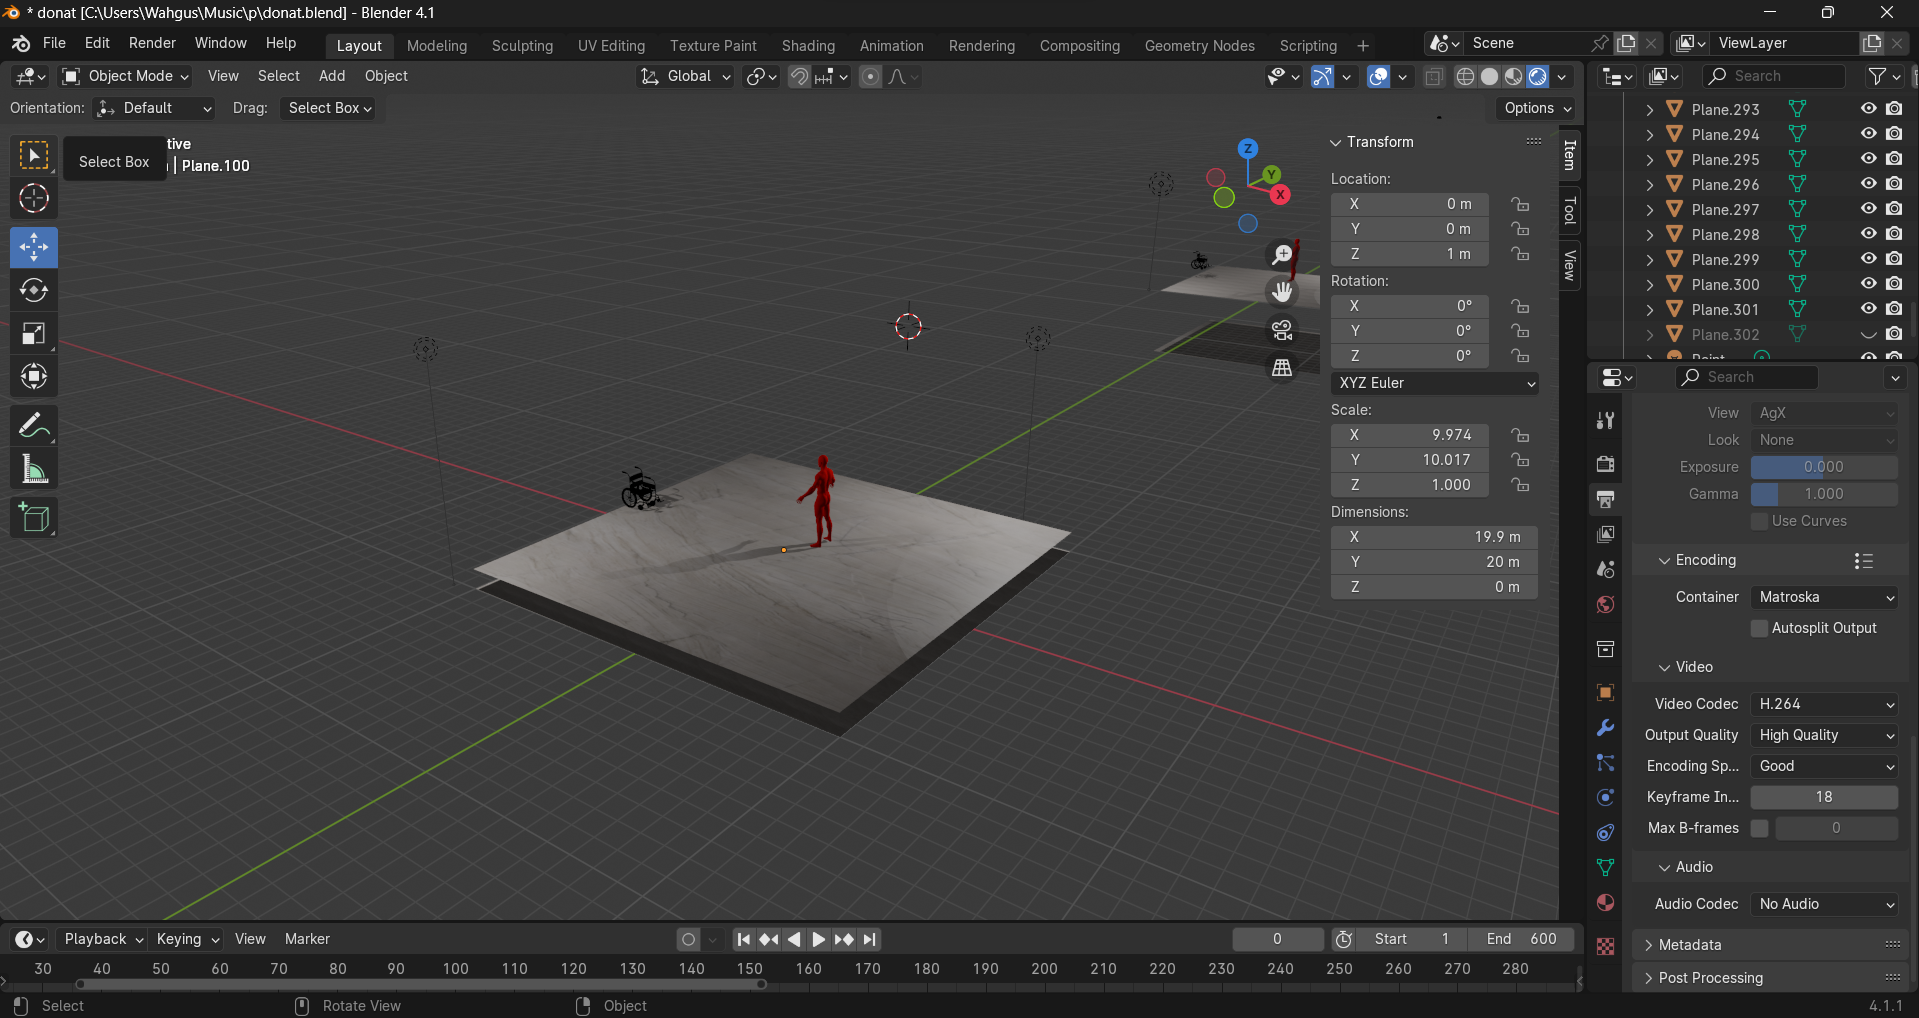 * donat [C:\Users\Wahgus\Music\p\donat.blend] - Blender 4.1
File Edit Render Window Help Layout Modeling Sculpting UV Editing Texture Paint Shading Animation Rendering Compositing Geometry Nodes Scripting + Scene ViewLayer
Object Mode View Select Add Object Global Search
Orientation: Default Drag: Select Box Options
tive
Select Box
| Plane.100
Transform
Location:
X 0 m
Y 0 m
Z 1 m
Rotation:
X 0°
Y 0°
Z 0°
XYZ Euler
Scale:
X 9.974
Y 10.017
Z 1.000
Dimensions:
X 19.9 m
Y 20 m
Z 0 m
Item
Tool
View
Z
Y
X
Plane.293
Plane.294
Plane.295
Plane.296
Plane.297
Plane.298
Plane.299
Plane.300
Plane.301
Plane.302
Point
Search
View AgX
Look None
Exposure 0.000
Gamma 1.000
Use Curves
Encoding
Container Matroska
Autosplit Output
Video
Video Codec H.264
Output Quality High Quality
Encoding Sp... Good
Keyframe In... 18
Max B-frames 0
Audio
Audio Codec No Audio
Metadata
Post Processing
Playback Keying View Marker 0 Start 1 End 600
30 40 50 60 70 80 90 100 110 120 130 140 150 160 170 180 190 200 210 220 230 240 250 260 270 280
Select Rotate View Object 4.1.1